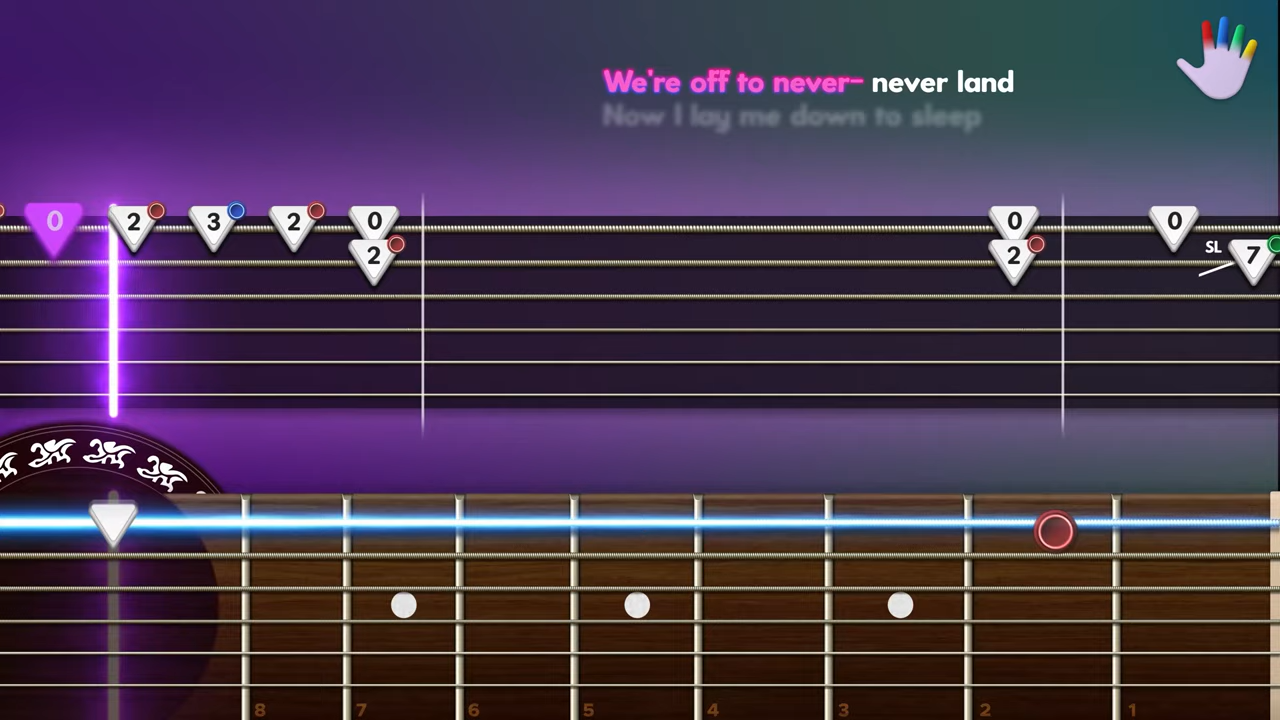 We're off to never- never land
Now I lay me down to sleep
0 2 3 2 0 0 0
2 2 SL 7
8 7 6 5 4 3 2 1